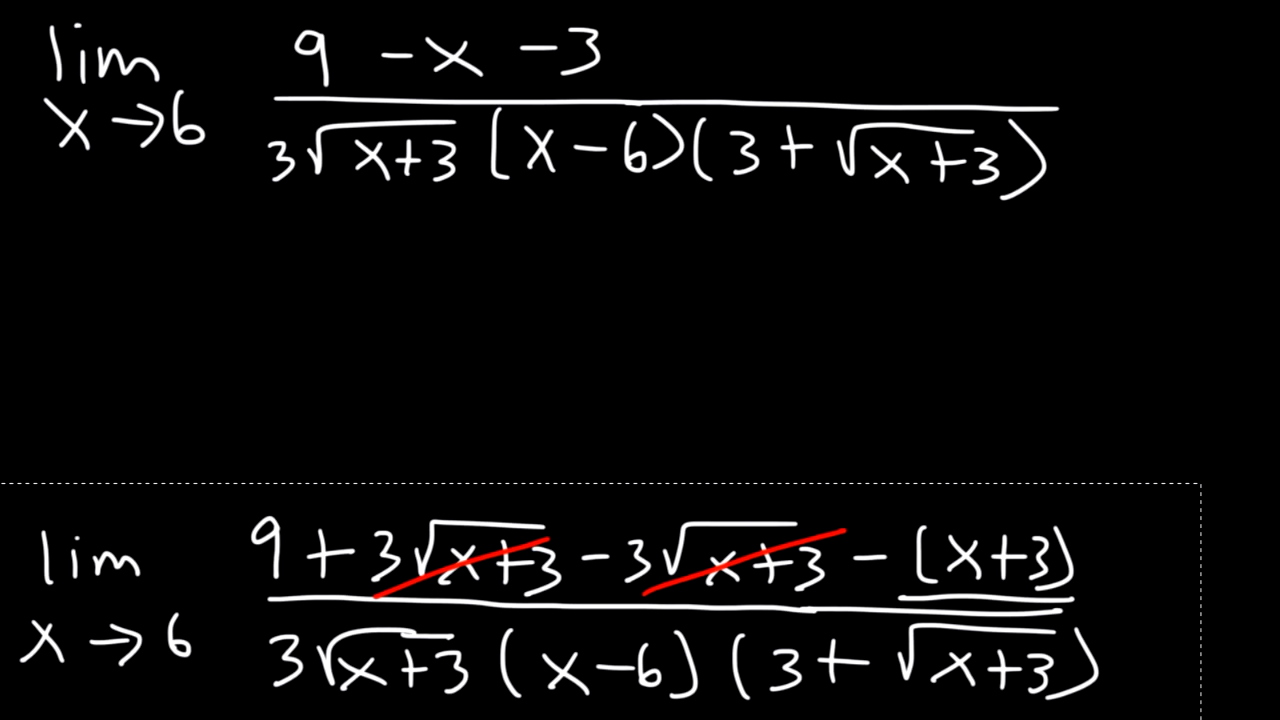 lim 9 - x - 3
x→6 3√x+3 (x-6)(3+√x+3)
lim 9+3√x+3 -3√x+3 -(x+3)
x→6 3√x+3 (x-6)(3+√x+3)